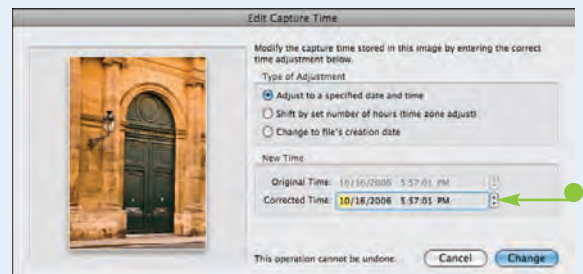 Edit Capture Time
Modify the capture time stored in this image by entering the correct
time adjustment below.
Type of Adjustment
Adjust to a specified date and time
Shift by set number of hours (time zone adjust)
Change to file's creation date
New Time
Original Time: 10/16/2006 5:57:01 PM
Corrected Time: 10/16/2006 5:57:01 PM
This operation cannot be undone.
Cancel
Change